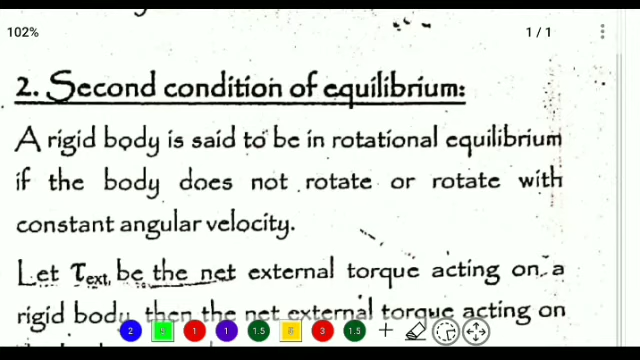 102%
1 / 1
2. Second condition of equilibrium:
A rigid body is said to be in rotational equilibrium
if the body does not rotate or rotate with
constant angular velocity.
Let τext, be the net external torque acting on a
rigid body, then the net external torque acting on
2 5 1 1 1.5 5 3 1.5